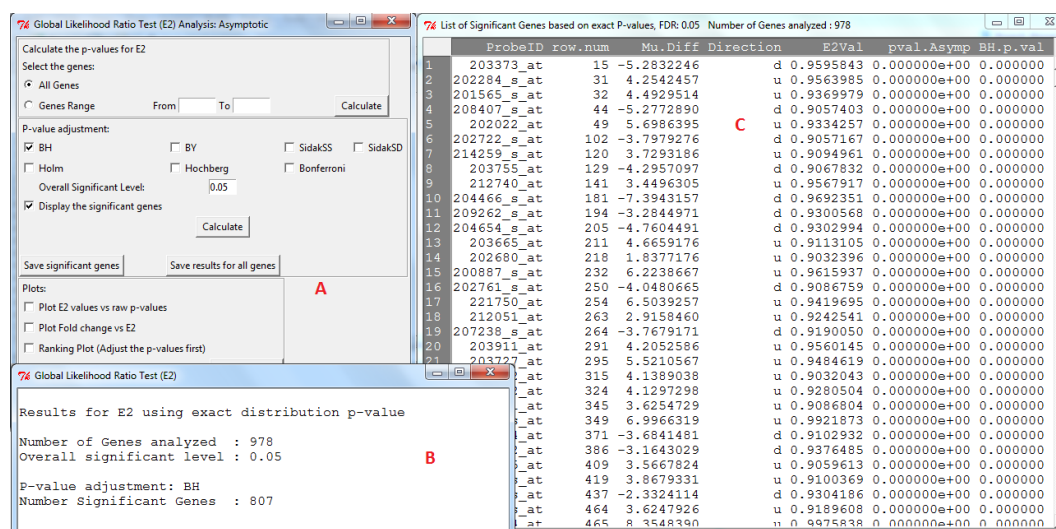 Global Likelihood Ratio Test (E2) Analysis: Asymptotic
Calculate the p-values for E2
Select the genes:
All Genes
Genes Range From To Calculate
P-value adjustment:
BH BY SidakSS SidakSD
Holm Hochberg Bonferroni
Overall Significant Level: 0.05
Display the significant genes
Calculate
Save significant genes Save results for all genes
A
Plots:
Plot E2 values vs raw p-values
Plot Fold change vs E2
Ranking Plot (Adjust the p-values first)
Global Likelihood Ratio Test (E2)
Results for E2 using exact distribution p-value
Number of Genes analyzed : 978
Overall significant level : 0.05
B
P-value adjustment: BH
Number Significant Genes : 807
List of Significant Genes based on exact P-values, FDR: 0.05 Number of Genes analyzed : 978
ProbeID row.num Mu.Diff Direction E2Val pval.Asymp BH.p.val
1 203373_at 15 -5.2832246 d 0.9595843 0.000000e+00 0.000000
2 202284_s_at 31 4.2542457 u 0.9563985 0.000000e+00 0.000000
3 201565_s_at 32 4.4929514 u 0.9369979 0.000000e+00 0.000000
4 208407_s_at 44 -5.2772890 d 0.9057403 0.000000e+00 0.000000
5 202022_at 49 5.6986395 u 0.9334257 0.000000e+00 0.000000
C
6 202722_s_at 102 -3.7979276 d 0.9057167 0.000000e+00 0.000000
7 214259_s_at 120 3.7293186 u 0.9094961 0.000000e+00 0.000000
8 203755_at 129 -4.2957097 d 0.9067832 0.000000e+00 0.000000
9 212740_at 141 3.4496305 u 0.9567917 0.000000e+00 0.000000
10 204466_s_at 181 -7.3943157 d 0.9692351 0.000000e+00 0.000000
11 209262_s_at 194 -3.2844971 d 0.9300568 0.000000e+00 0.000000
12 204654_s_at 205 -4.7604491 d 0.9302994 0.000000e+00 0.000000
13 203665_at 211 4.6659176 u 0.9113105 0.000000e+00 0.000000
14 202680_at 218 1.8377176 u 0.9032396 0.000000e+00 0.000000
15 200887_s_at 232 6.2238667 u 0.9615937 0.000000e+00 0.000000
16 202761_s_at 250 -4.0480665 d 0.9086759 0.000000e+00 0.000000
17 221750_at 254 6.5039257 u 0.9419695 0.000000e+00 0.000000
18 212051_at 263 2.9158460 u 0.9242541 0.000000e+00 0.000000
19 207238_s_at 264 -3.7679171 d 0.9190050 0.000000e+00 0.000000
20 203911_at 291 4.2052586 u 0.9560145 0.000000e+00 0.000000
21 203727_at 295 5.5210567 u 0.9484619 0.000000e+00 0.000000
_at 315 4.1389038 u 0.9032043 0.000000e+00 0.000000
_at 324 4.1297298 u 0.9280504 0.000000e+00 0.000000
_at 345 3.6254729 u 0.9086804 0.000000e+00 0.000000
s_at 349 6.9966319 u 0.9921873 0.000000e+00 0.000000
_at 371 -3.6841481 d 0.9102932 0.000000e+00 0.000000
_at 386 -3.1643029 d 0.9376485 0.000000e+00 0.000000
_at 409 3.5667824 u 0.9059613 0.000000e+00 0.000000
s_at 419 3.8679331 u 0.9100369 0.000000e+00 0.000000
s_at 437 -2.3324114 d 0.9304186 0.000000e+00 0.000000
s_at 464 3.6247926 u 0.9189608 0.000000e+00 0.000000
_at 465 8.3548390 u 0.9975838 0.000000e+00 0.000000